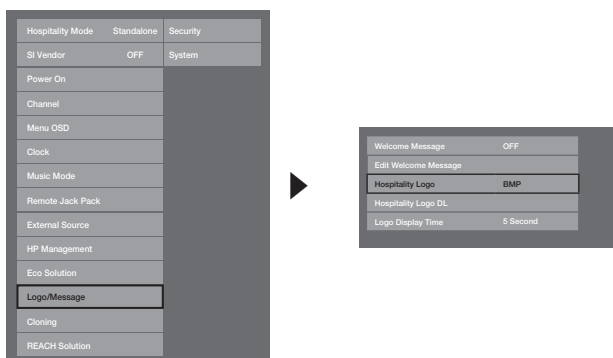 Hospitality Mode Standalone Security
SI Vendor OFF System
Power On
Channel
Menu OSD
Clock
Music Mode
Remote Jack Pack
External Source
HP Management
Eco Solution
Logo/Message
Cloning
REACH Solution
Welcome Message OFF
Edit Welcome Message
Hospitality Logo BMP
Hospitality Logo DL
Logo Display Time 5 Second